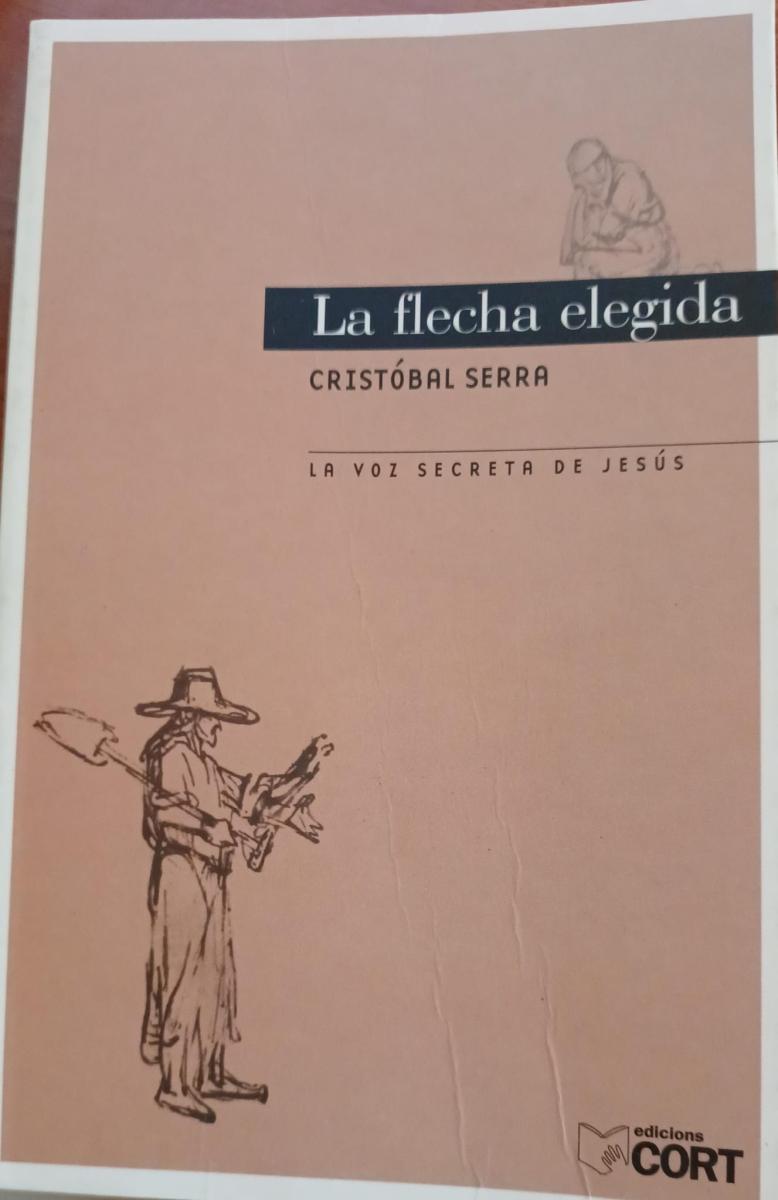 La flecha elegida
CRISTÓBAL SERRA
LA VOZ SECRETA DE JESÚS
edicions
CORT